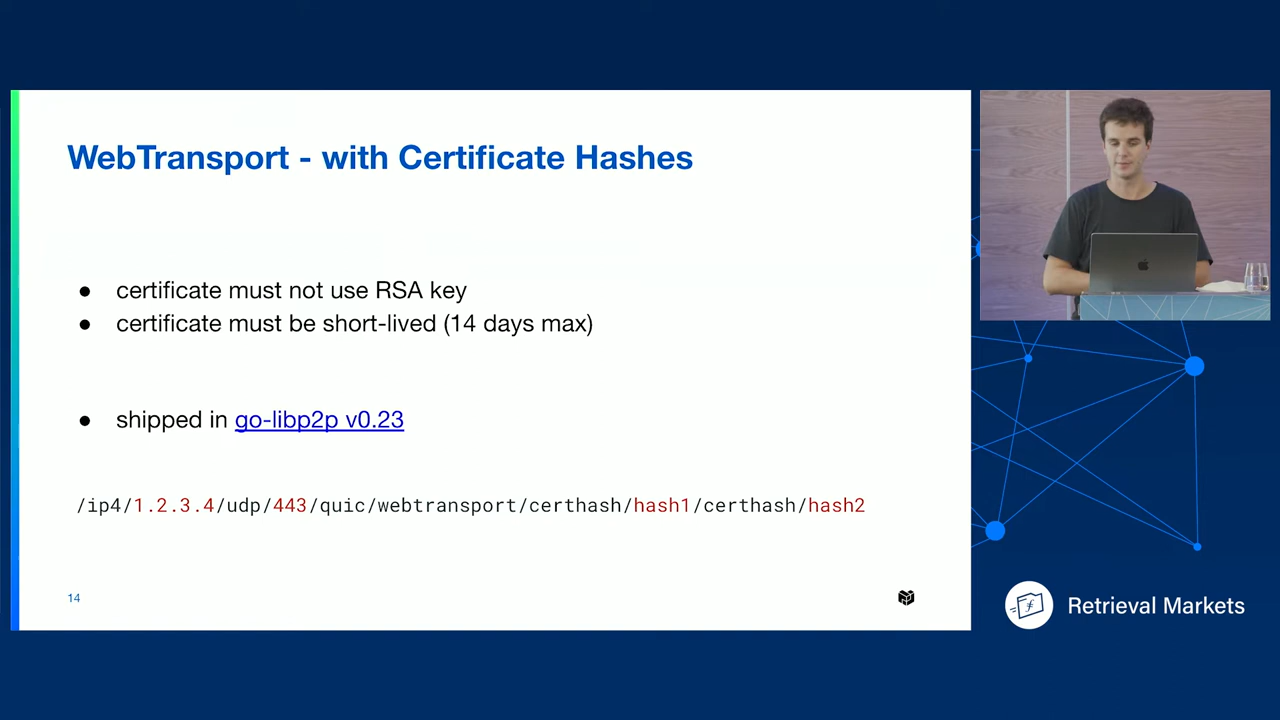 WebTransport - with Certificate Hashes
● certificate must not use RSA key
● certificate must be short-lived (14 days max)
● shipped in go-libp2p v0.23
/ip4/1.2.3.4/udp/443/quic/webtransport/certhash/hash1/certhash/hash2
14
Retrieval Markets